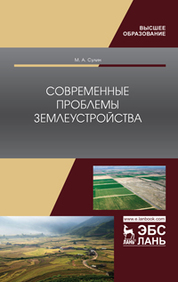 ВЫСШЕЕ
ОБРАЗОВАНИЕ
М. А. Сулин
СОВРЕМЕННЫЕ
ПРОБЛЕМЫ
ЗЕМЛЕУСТРОЙСТВА
www.e.lanbook.com
ЭБС
ЛАНЬ